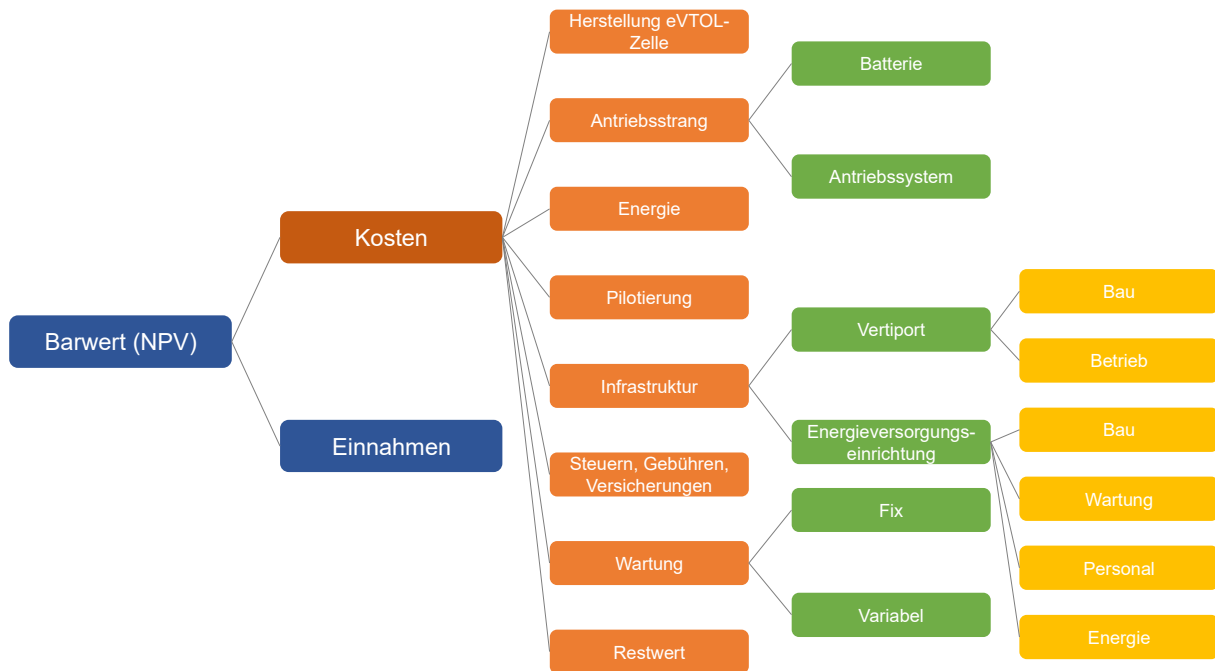 Barwert (NPV)
Kosten
Einnahmen
Herstellung eVTOL-
Zelle
Antriebsstrang
Energie
Pilotierung
Infrastruktur
Steuern, Gebühren,
Versicherungen
Wartung
Restwert
Batterie
Antriebssystem
Vertiport
Energieversorgungs-
einrichtung
Fix
Variabel
Bau
Betrieb
Bau
Wartung
Personal
Energie